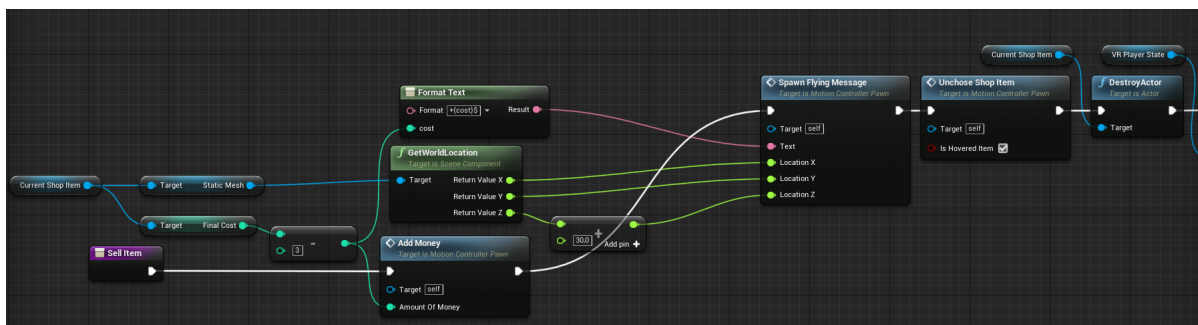 Current Shop Item
VR Player State
Format Text
Format +{cost}$ Result
cost
Spawn Flying Message
Target is Motion Controller Pawn
Target self
Text
Location X
Location Y
Location Z
Unchose Shop Item
Target is Motion Controller Pawn
Target self
Is Hovered Item
DestroyActor
Target is Actor
Target
GetWorldLocation
Target is Scene Component
Target Return Value X
Return Value Y
Return Value Z
Current Shop Item
Target Static Mesh
Target Final Cost
3 -
30,0 + Add pin +
Sell Item
Add Money
Target is Motion Controller Pawn
Target self
Amount Of Money